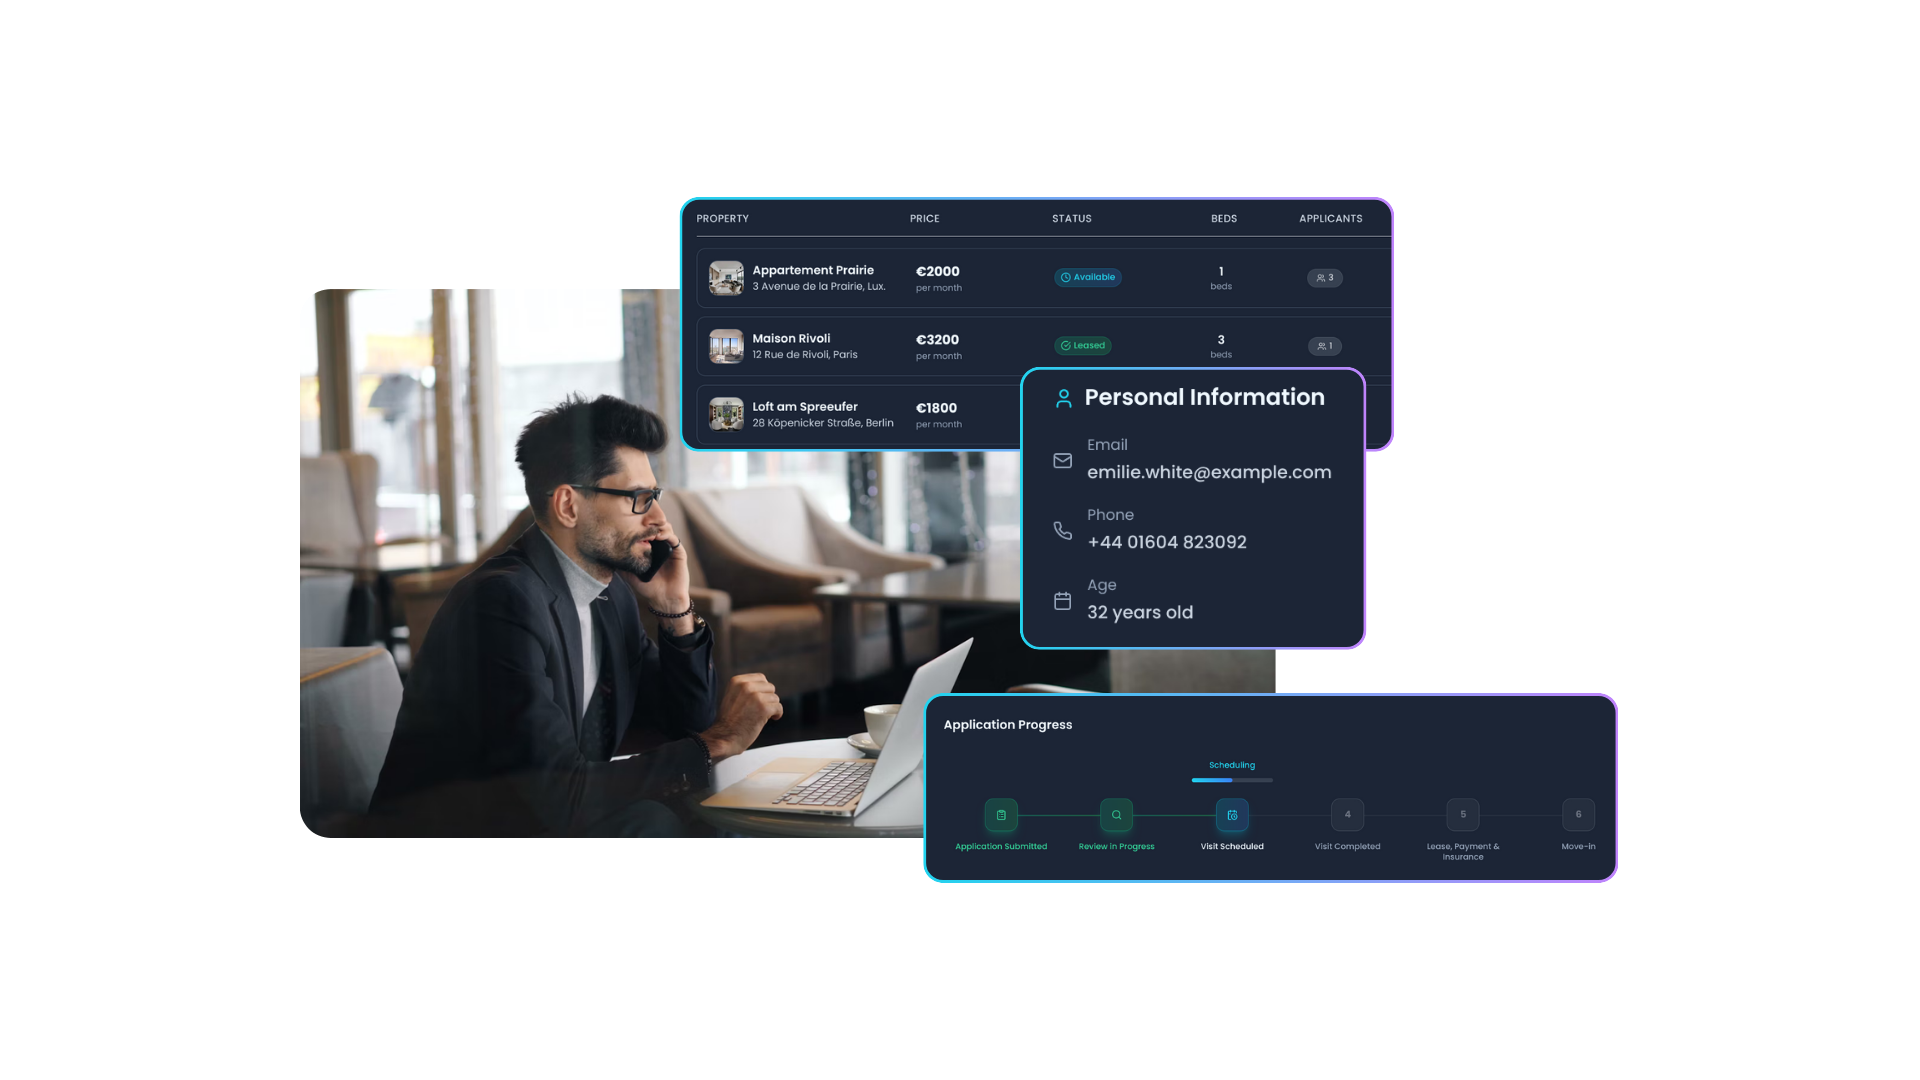 PROPERTY PRICE STATUS BEDS APPLICANTS
Appartement Prairie €2000 Available 1 3
3 Avenue de la Prairie, Lux. per month beds
Maison Rivoli €3200 Leased 3 1
12 Rue de Rivoli, Paris per month beds
Loft am Spreeufer €1800
28 Köpenicker Straße, Berlin per month
Personal Information
Email
emilie.white@example.com
Phone
+44 01604 823092
Age
32 years old
Application Progress
Scheduling
4 5 6
Application Submitted Review in Progress Visit Scheduled Visit Completed Lease, Payment & Move-in
Insurance